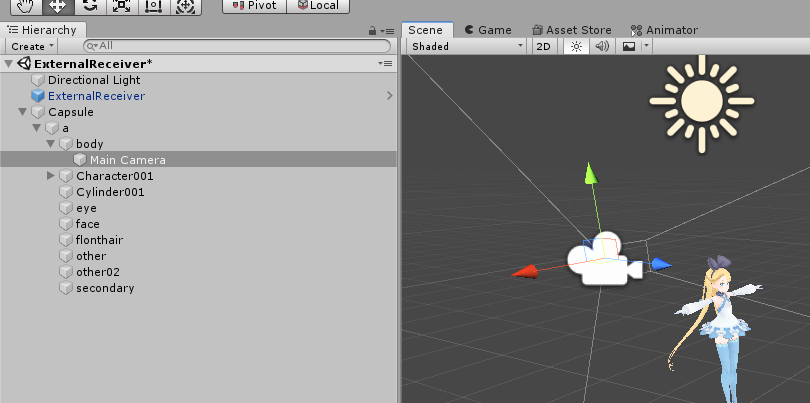 Pivot Local
Hierarchy
Create All
ExternalReceiver*
Directional Light
ExternalReceiver
Capsule
a
body
Main Camera
Character001
Cylinder001
eye
face
flonthair
other
other02
secondary
Scene Game Asset Store Animator
Shaded 2D